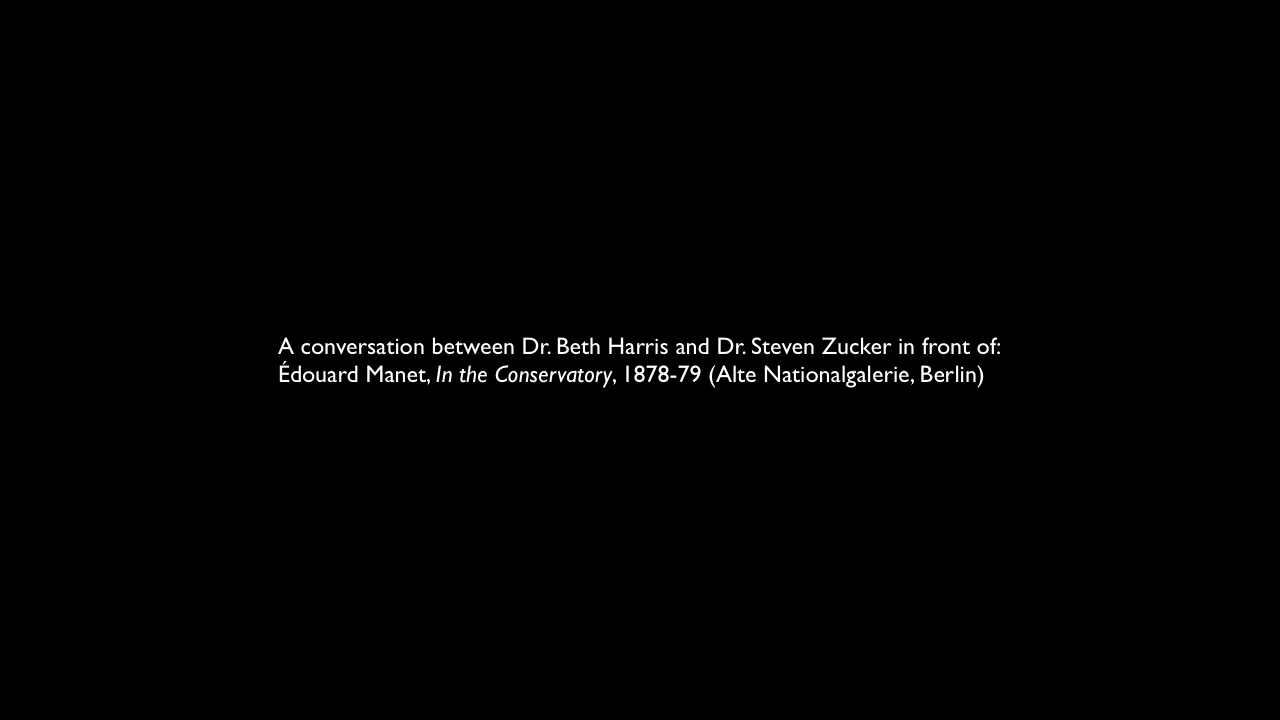 A conversation between Dr. Beth Harris and Dr. Steven Zucker in front of:
Édouard Manet, In the Conservatory, 1878-79 (Alte Nationalgalerie, Berlin)